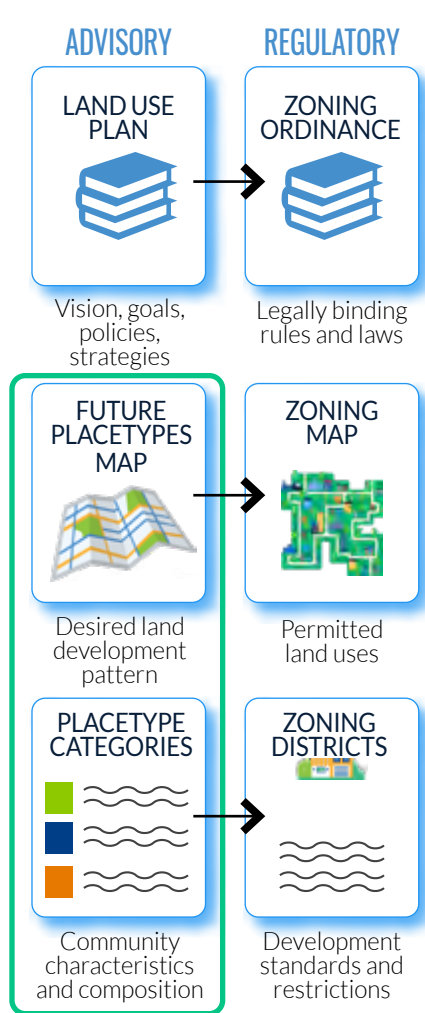 ADVISORY
REGULATORY
LAND USE
PLAN
ZONING
ORDINANCE
Vision, goals,
policies,
strategies
Legally binding
rules and laws
FUTURE
PLACETYPES
MAP
ZONING
MAP
Desired land
development
pattern
Permitted
land uses
PLACETYPE
CATEGORIES
ZONING
DISTRICTS
Community
characteristics
and composition
Development
standards and
restrictions